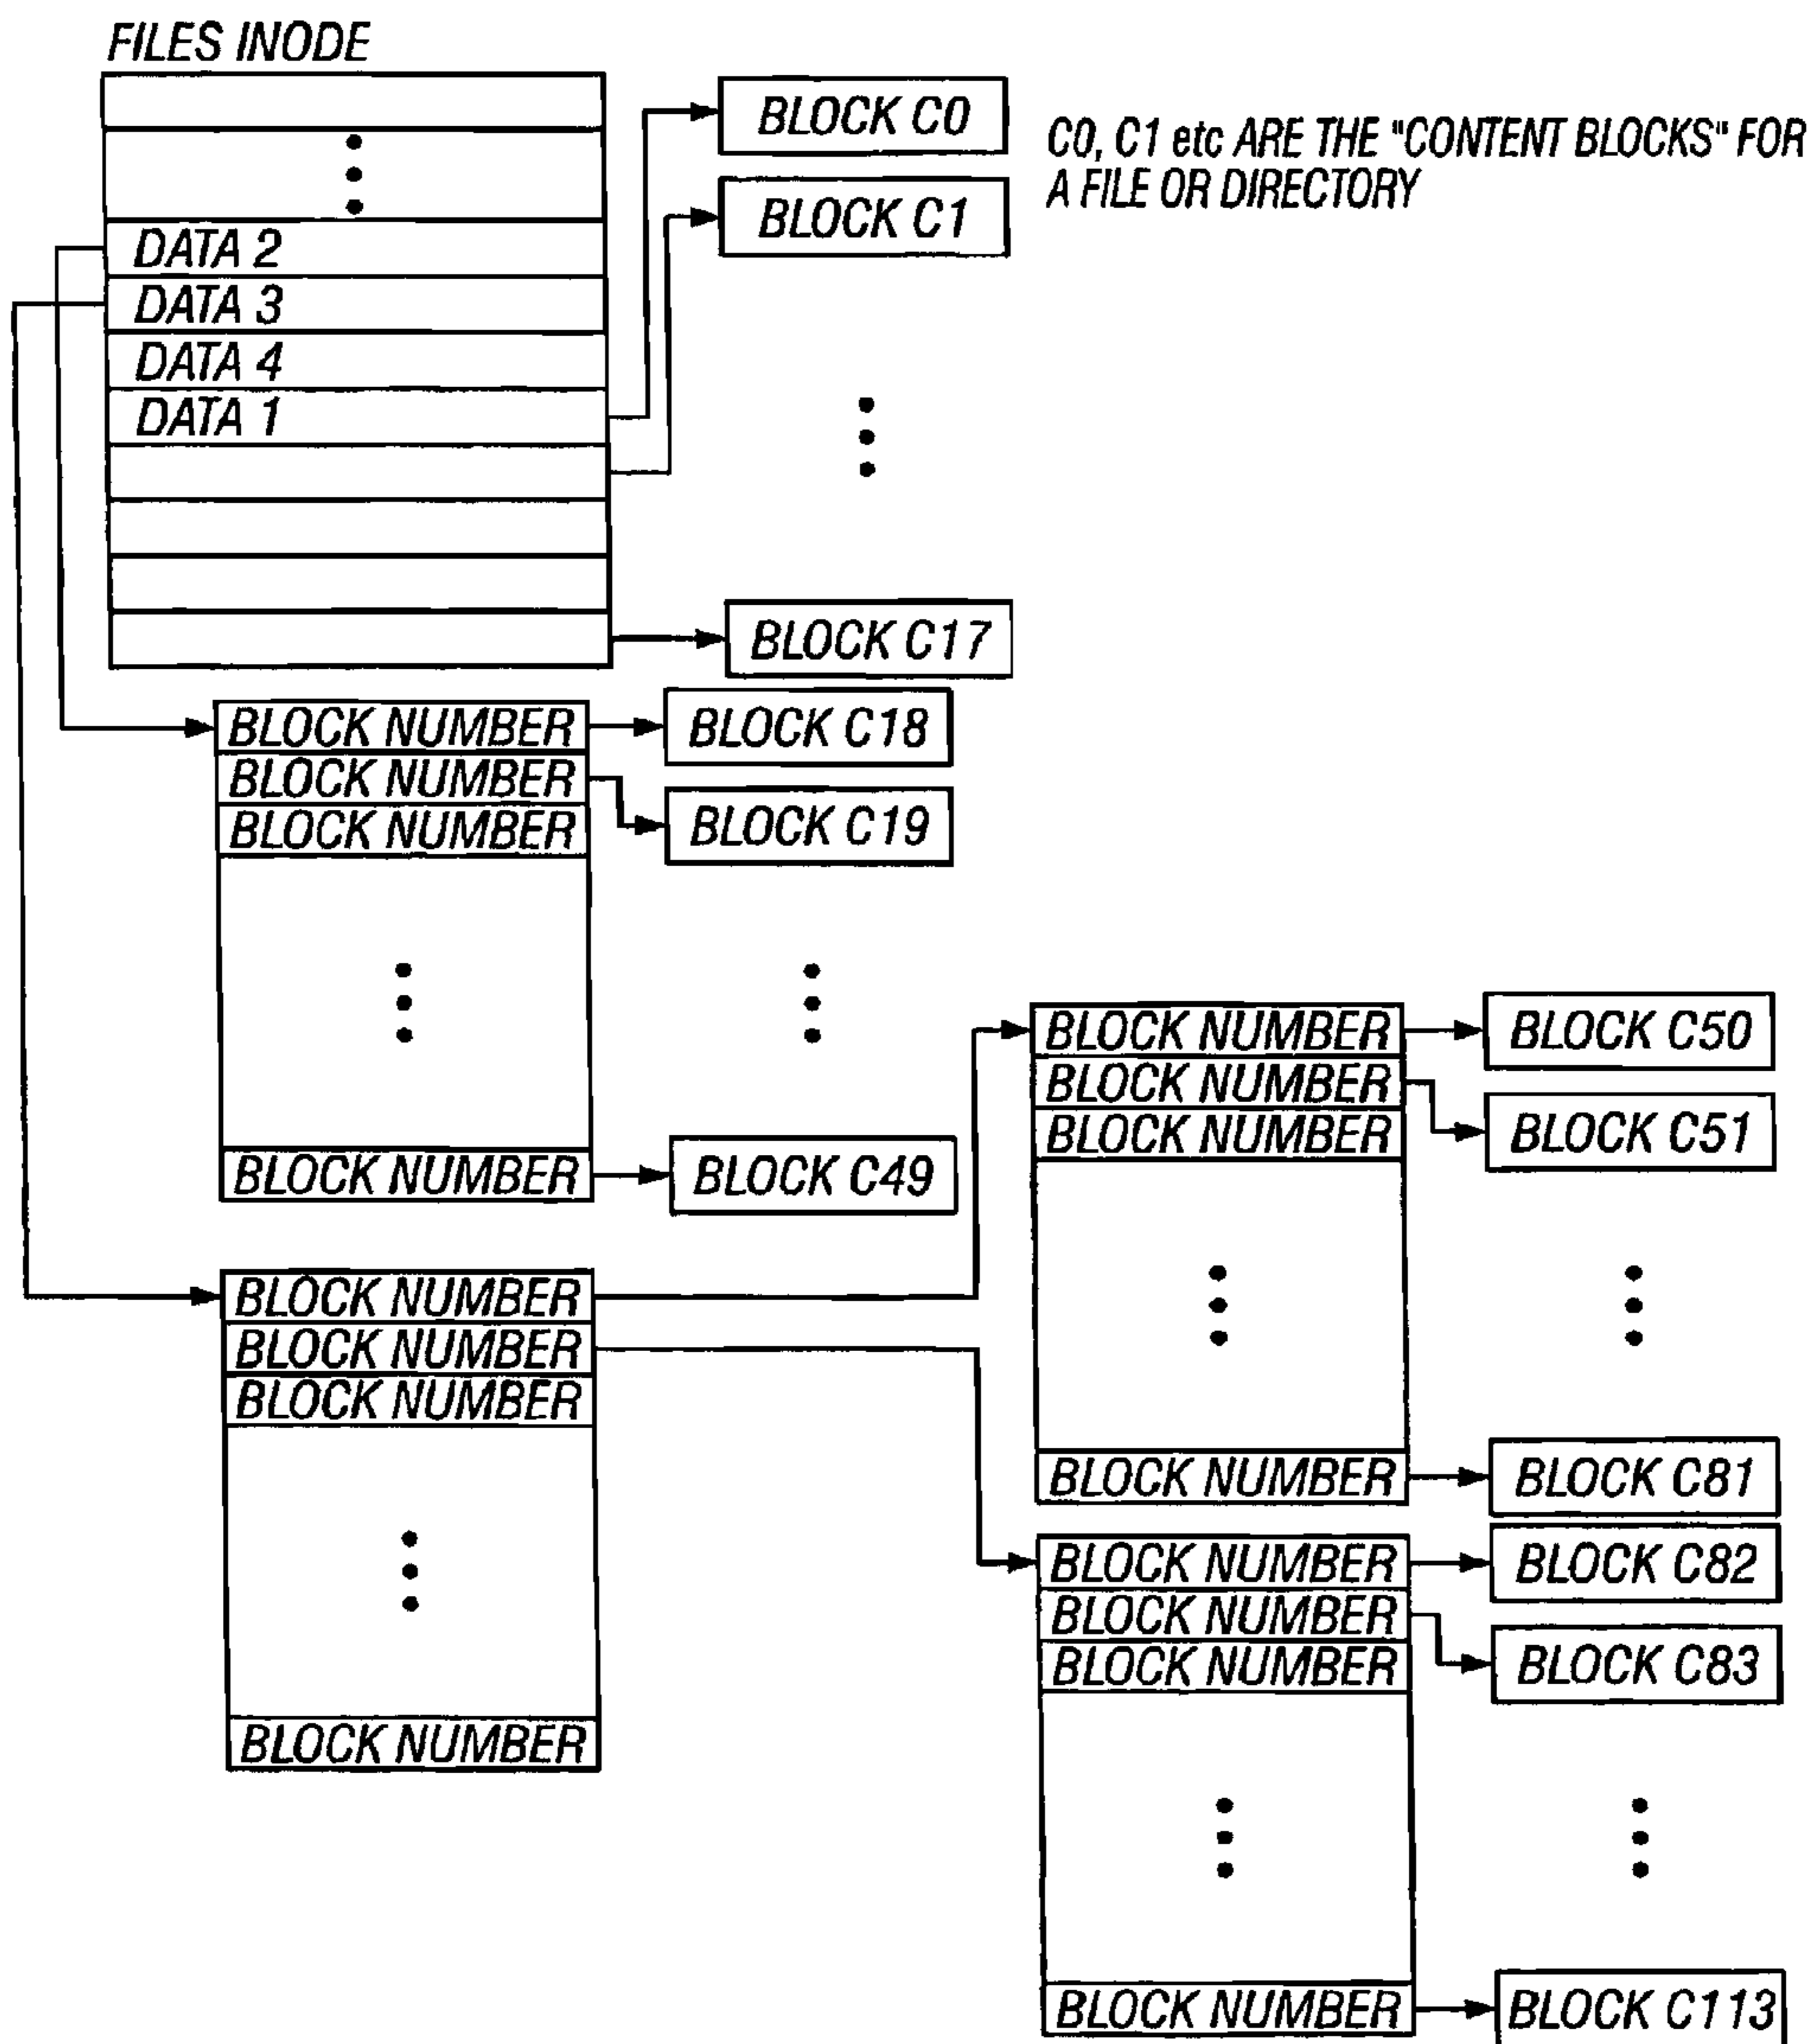 FILES INODE
BLOCK C0
C0, C1 etc ARE THE "CONTENT BLOCKS" FOR
A FILE OR DIRECTORY
BLOCK C1
DATA 2
DATA 3
DATA 4
DATA 1
BLOCK C17
BLOCK NUMBER
BLOCK C18
BLOCK NUMBER
BLOCK C19
BLOCK NUMBER
BLOCK NUMBER
BLOCK C49
BLOCK NUMBER
BLOCK NUMBER
BLOCK NUMBER
BLOCK NUMBER
BLOCK NUMBER
BLOCK C50
BLOCK NUMBER
BLOCK C51
BLOCK NUMBER
BLOCK NUMBER
BLOCK C81
BLOCK NUMBER
BLOCK C82
BLOCK NUMBER
BLOCK C83
BLOCK NUMBER
BLOCK NUMBER
BLOCK C113